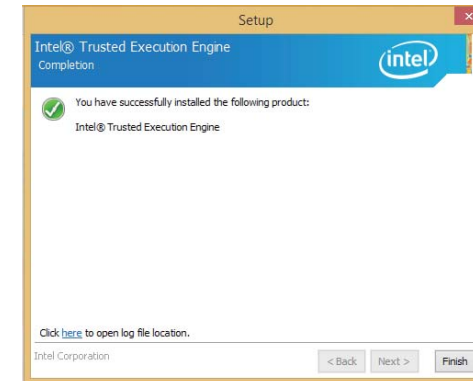 Setup
Intel® Trusted Execution Engine
Completion
intel
You have successfully installed the following product:
Intel® Trusted Execution Engine
Click here to open log file location.
Intel Corporation
< Back
Next >
Finish